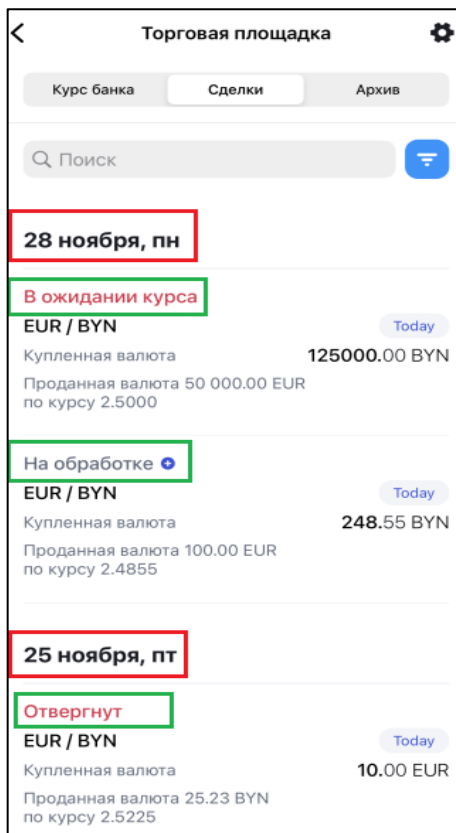 Торговая площадка
Курс банка Сделки Архив
Поиск
28 ноября, пн
В ожидании курса
EUR / BYN Today
Купленная валюта 125000.00 BYN
Проданная валюта 50 000.00 EUR
по курсу 2.5000
На обработке
EUR / BYN Today
Купленная валюта 248.55 BYN
Проданная валюта 100.00 EUR
по курсу 2.4855
25 ноября, пт
Отвергнут
EUR / BYN Today
Купленная валюта 10.00 EUR
Проданная валюта 25.23 BYN
по курсу 2.5225